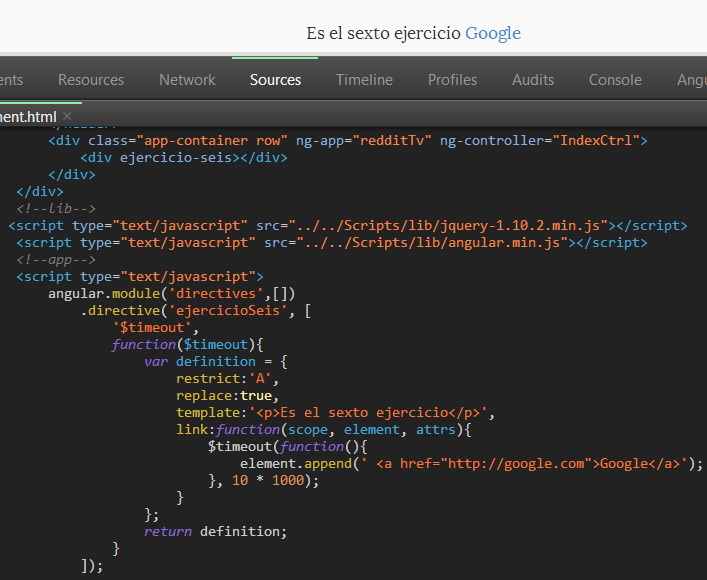 Es el sexto ejercicio Google
ents Resources Network Sources Timeline Profiles Audits Console Angu
ment.html ×
<div class="app-container row" ng-app="redditTv" ng-controller="IndexCtrl">
<div ejercicio-seis></div>
</div>
</div>
<!--lib-->
<script type="text/javascript" src="../../Scripts/lib/jquery-1.10.2.min.js"></script>
<script type="text/javascript" src="../../Scripts/lib/angular.min.js"></script>
<!--app-->
<script type="text/javascript">
angular.module('directives',[])
.directive('ejercicioSeis', [
'$timeout',
function($timeout){
var definition = {
restrict:'A',
replace:true,
template:'<p>Es el sexto ejercicio</p>',
link:function(scope, element, attrs){
$timeout(function(){
element.append(' <a href="http://google.com">Google</a>');
}, 10 * 1000);
}
};
return definition;
}
]);